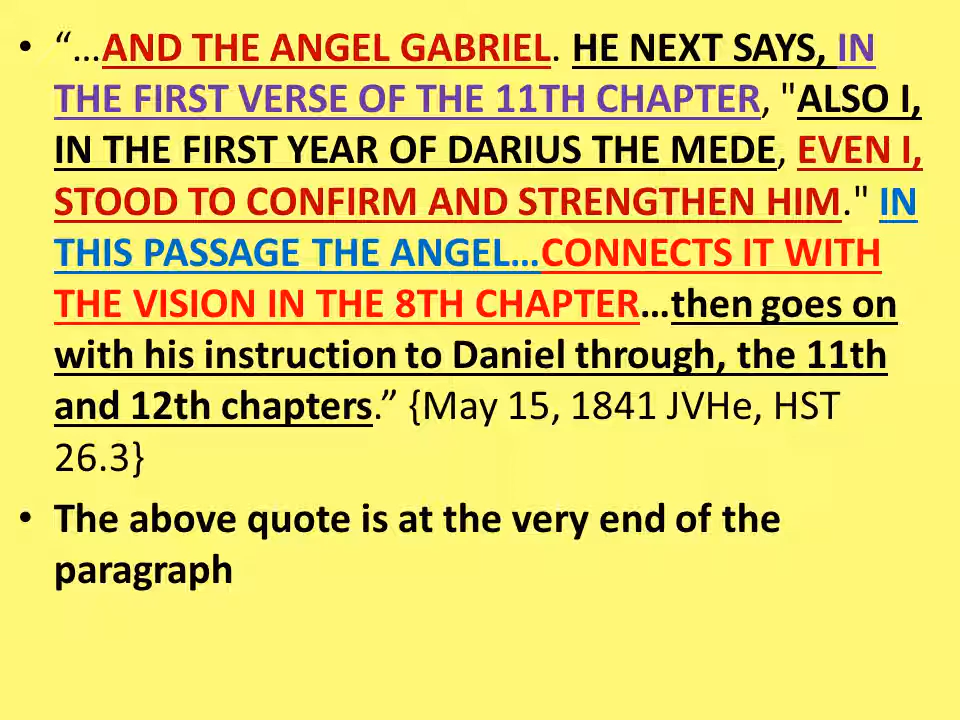 • “…AND THE ANGEL GABRIEL. HE NEXT SAYS, IN
THE FIRST VERSE OF THE 11TH CHAPTER, "ALSO I,
IN THE FIRST YEAR OF DARIUS THE MEDE, EVEN I,
STOOD TO CONFIRM AND STRENGTHEN HIM." IN
THIS PASSAGE THE ANGEL…CONNECTS IT WITH
THE VISION IN THE 8TH CHAPTER…then goes on
with his instruction to Daniel through, the 11th
and 12th chapters.” {May 15, 1841 JVHe, HST
26.3}
• The above quote is at the very end of the
paragraph